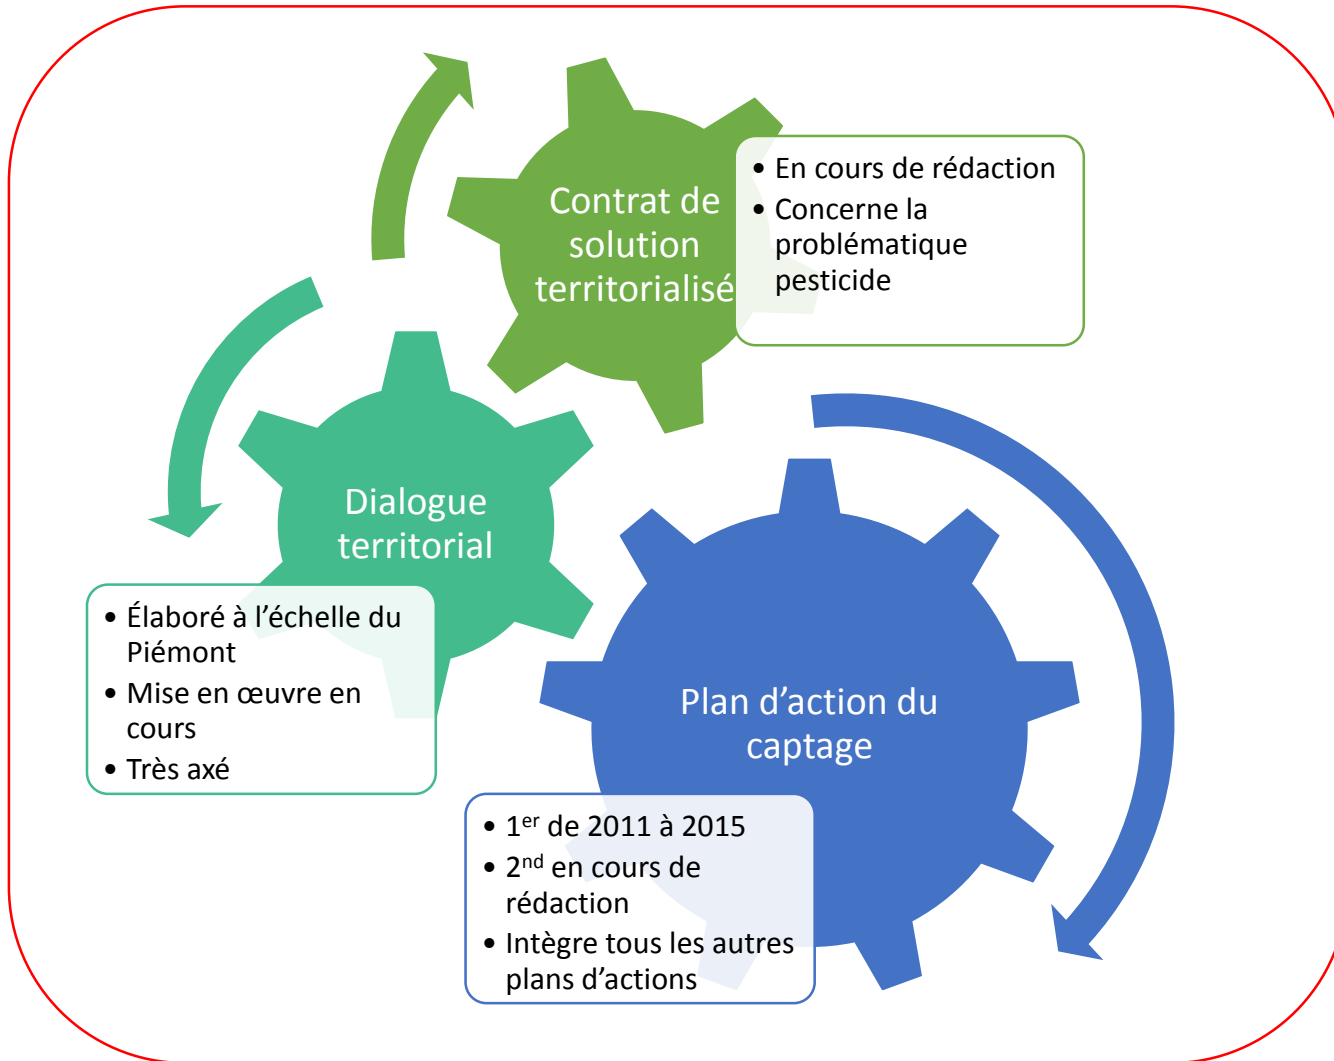 Contrat de
solution
territorialisé
• En cours de rédaction
• Concerne la
problématique
pesticide
Dialogue
territorial
• Élaboré à l’échelle du
Piémont
• Mise en œuvre en
cours
• Très axé
Plan d’action du
captage
• 1er de 2011 à 2015
• 2nd en cours de
rédaction
• Intègre tous les autres
plans d’actions